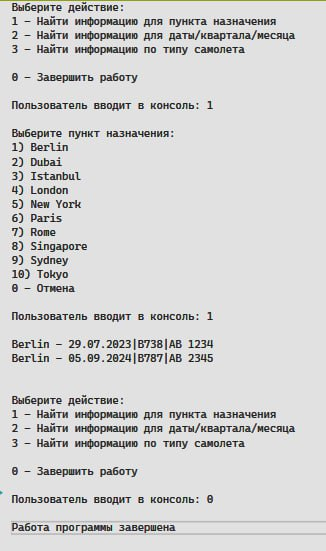 Выберите действие:
1 – Найти информацию для пункта назначения
2 – Найти информацию для даты/квартала/месяца
3 – Найти информацию по типу самолета
0 – Завершить работу
Пользователь вводит в консоль: 1
Выберите пункт назначения:
1) Berlin
2) Dubai
3) Istanbul
4) London
5) New York
6) Paris
7) Rome
8) Singapore
9) Sydney
10) Tokyo
0 – Отмена
Пользователь вводит в консоль: 1
Berlin – 29.07.2023|B738|AB 1234
Berlin – 05.09.2024|B787|AB 2345
Выберите действие:
1 – Найти информацию для пункта назначения
2 – Найти информацию для даты/квартала/месяца
3 – Найти информацию по типу самолета
0 – Завершить работу
Пользователь вводит в консоль: 0
Работа программы завершена